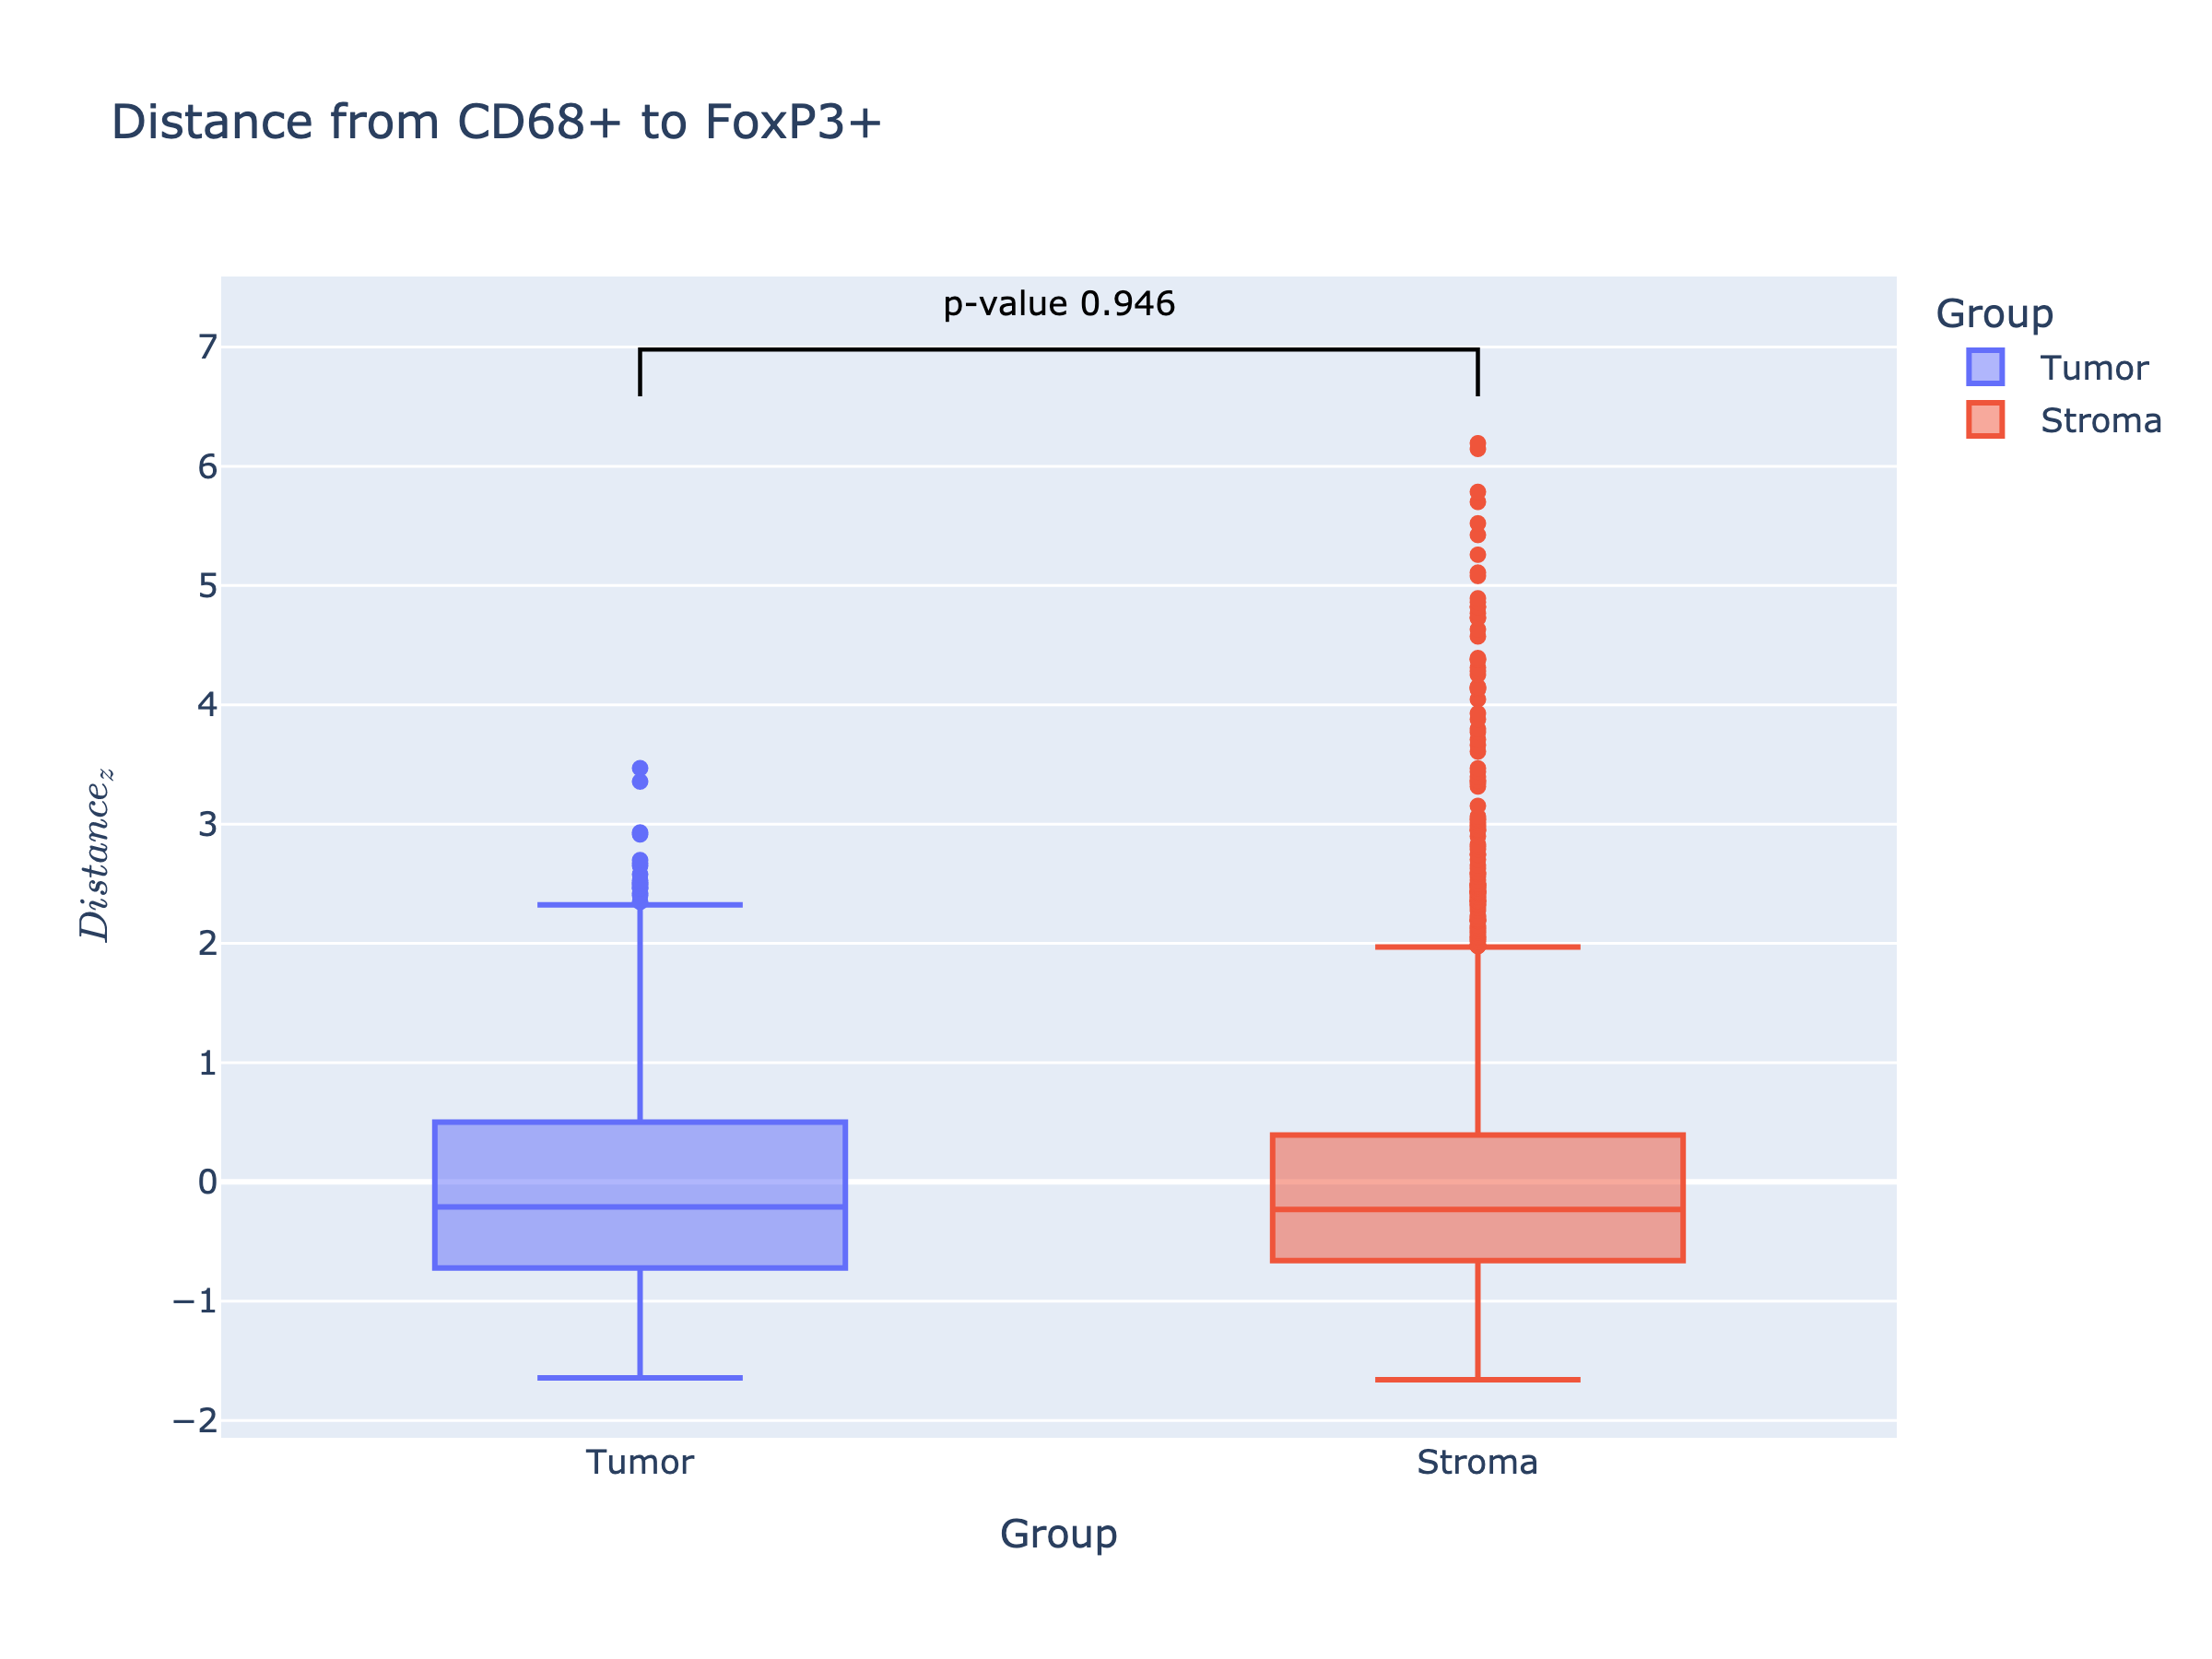 Distance from CD68+ to FoxP3+
p-value 0.946
Group
Tumor
Stroma
7
6
5
4
3
2
1
0
−1
−2
Distance_z
Tumor
Stroma
Group